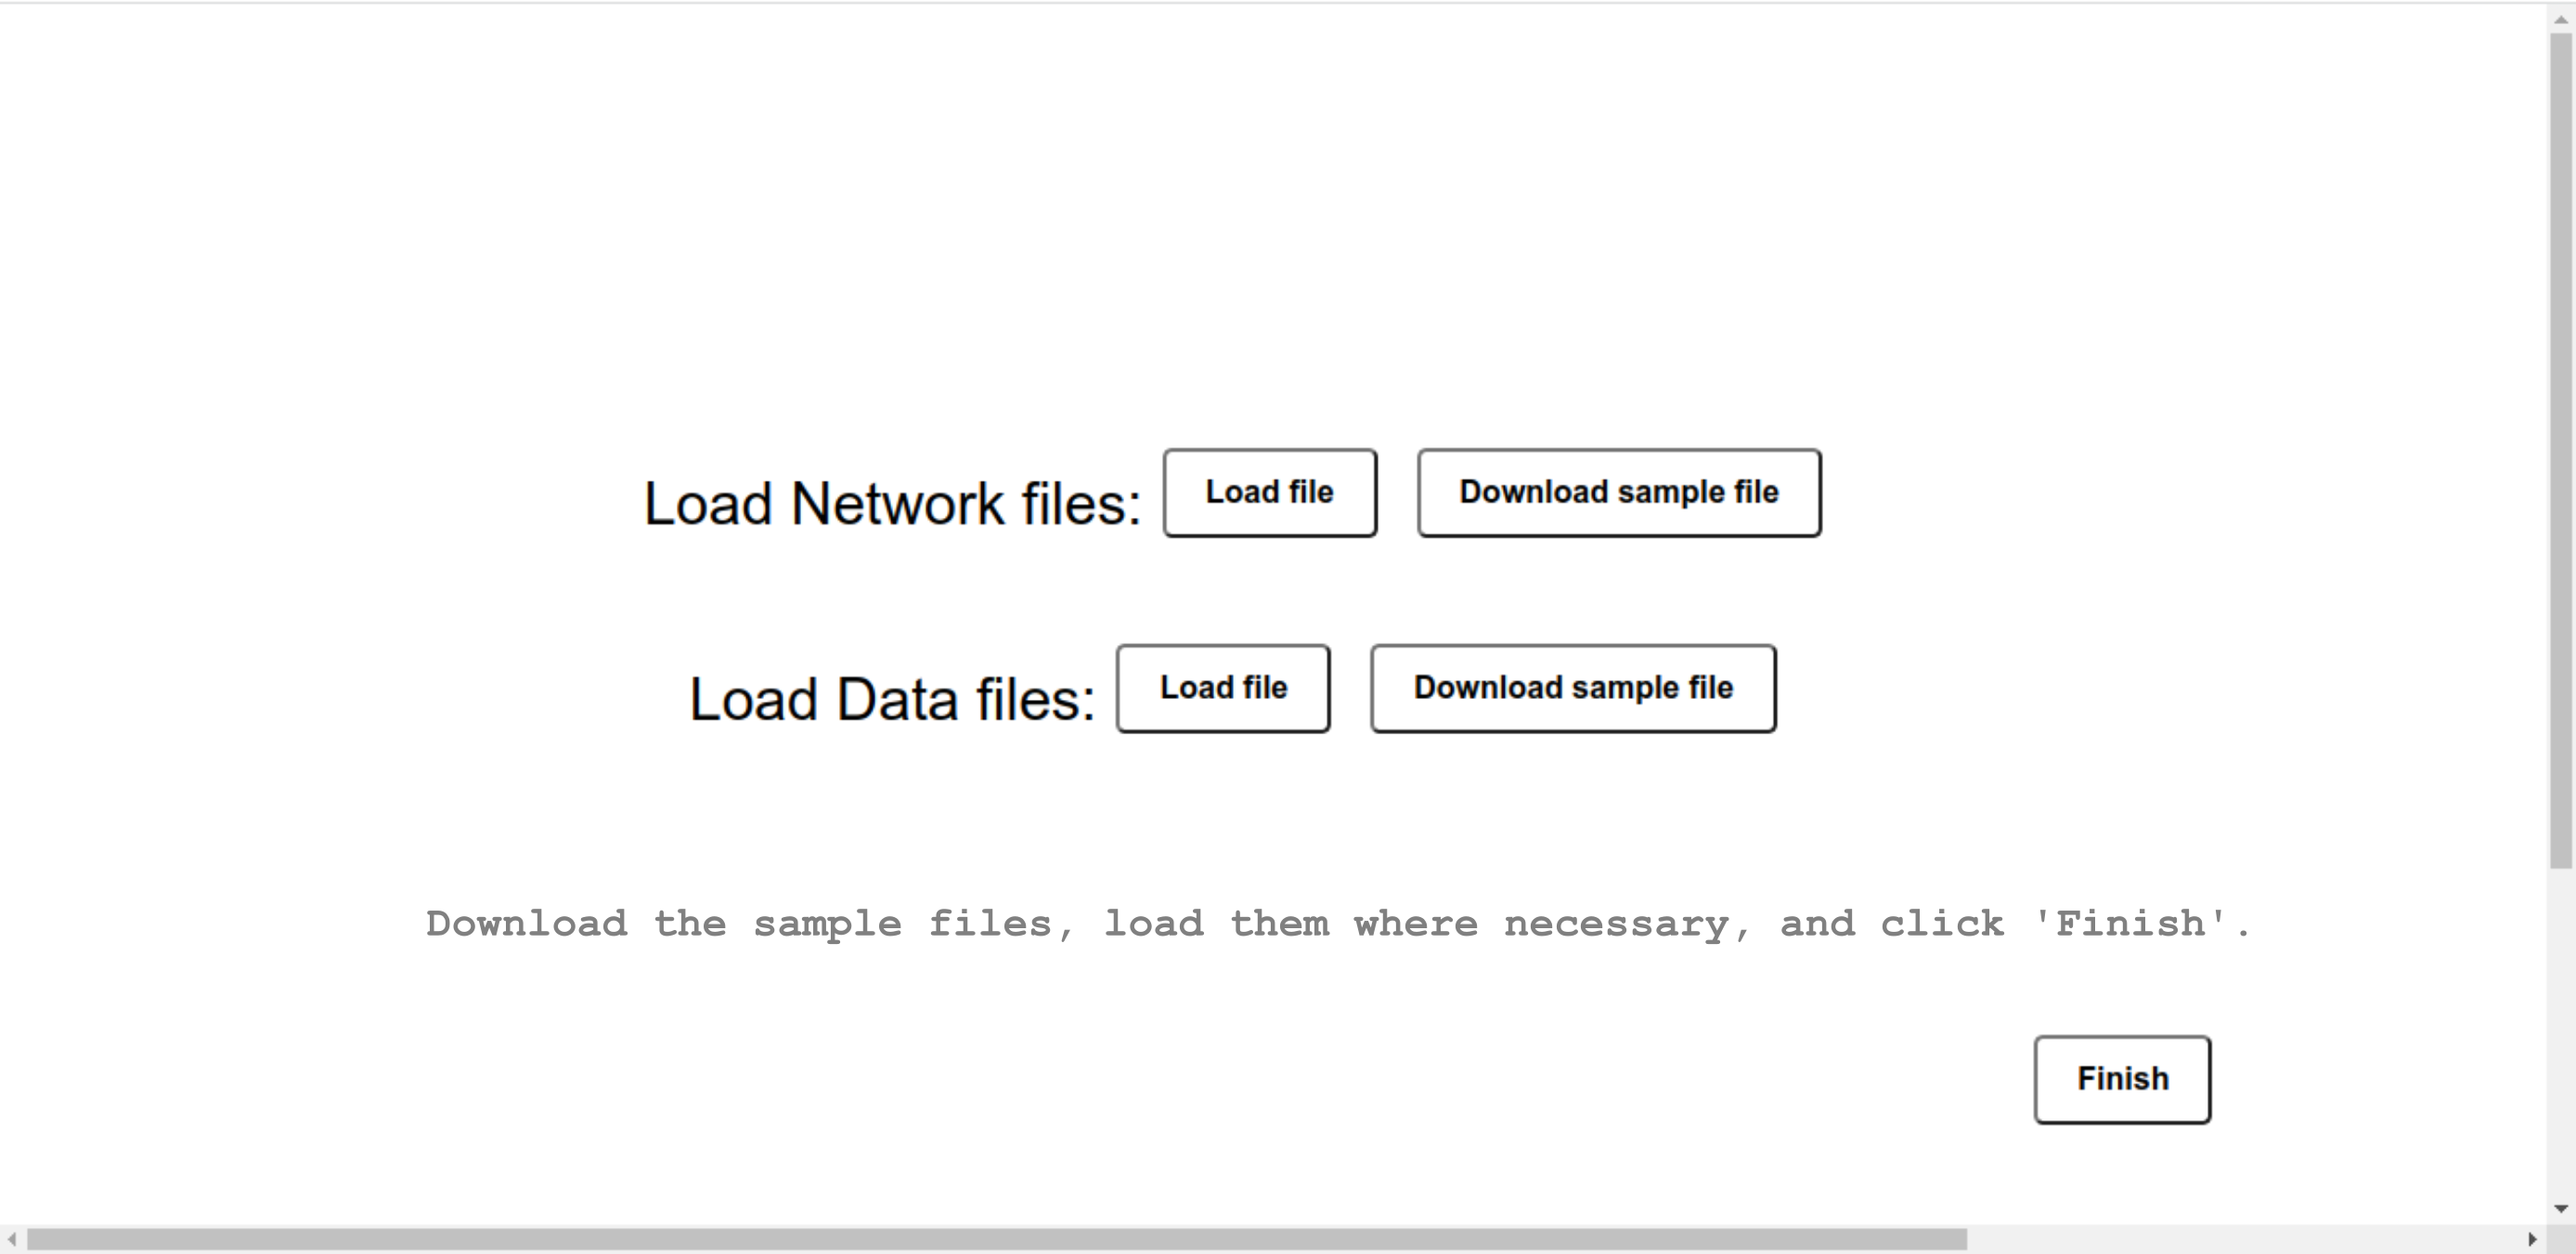 Load Network files: Load file Download sample file
Load Data files: Load file Download sample file
Download the sample files, load them where necessary, and click 'Finish'.
Finish